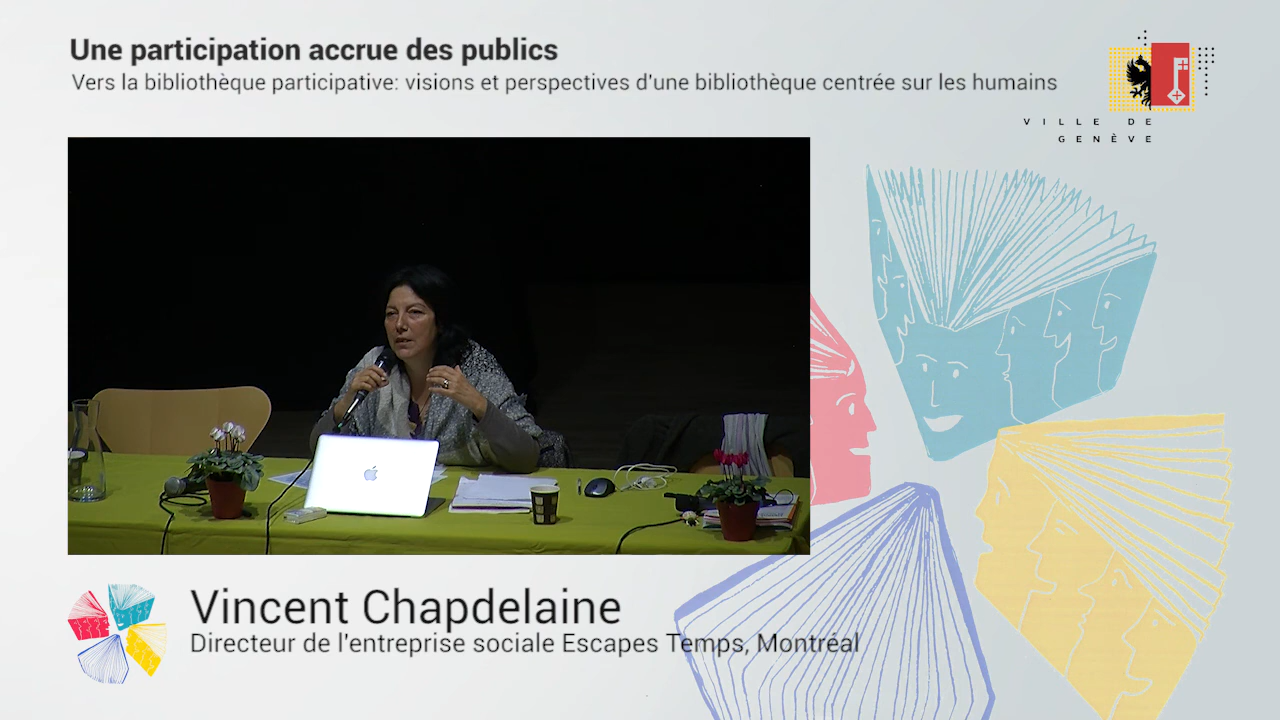 Une participation accrue des publics
Vers la bibliothèque participative: visions et perspectives d'une bibliothèque centrée sur les humains
VILLE DE
GENÈVE
Vincent Chapdelaine
Directeur de l'entreprise sociale Escapes Temps, Montréal